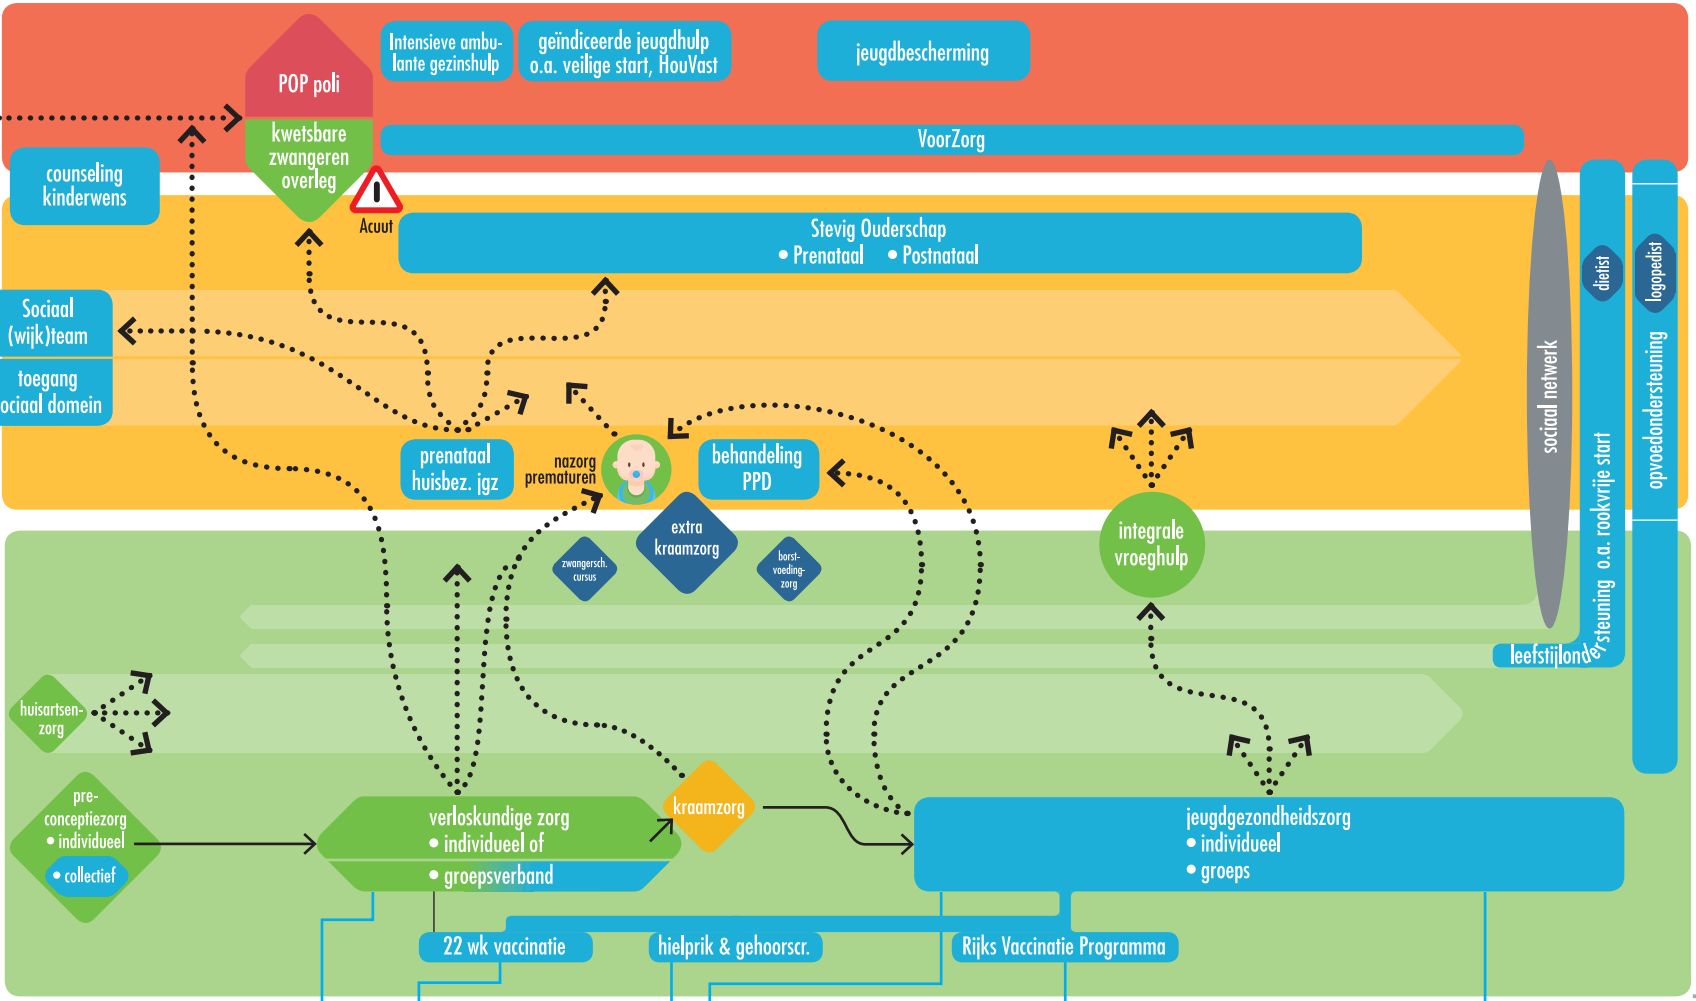 POP poli
kwetsbare
zwangeren
overleg
Acuut
Intensieve ambu-
lante gezinshulp
geïndiceerde jeugdhulp
o.a. veilige start, HouVast
jeugdbescherming
VoorZorg
counseling
kinderwens
Stevig Ouderschap
• Prenataal • Postnataal
Sociaal
(wijk)team
toegang
ociaal domein
prenataal
huisbez. jgz
nazorg
prematuren
behandeling
PPD
extra
kraamzorg
zwangersch.
cursus
borst-
voeding-
zorg
integrale
vroeghulp
sociaal netwerk
dietist
leefstijlondersteuning o.a. rookvrije start
logopedist
opvoedondersteuning
huisartsen-
zorg
pre-
conceptiezorg
• individueel
• collectief
verloskundige zorg
• individueel of
• groepsverband
kraamzorg
jeugdgezondheidszorg
• individueel
• groeps
22 wk vaccinatie
hielprik & gehoorscr.
Rijks Vaccinatie Programma